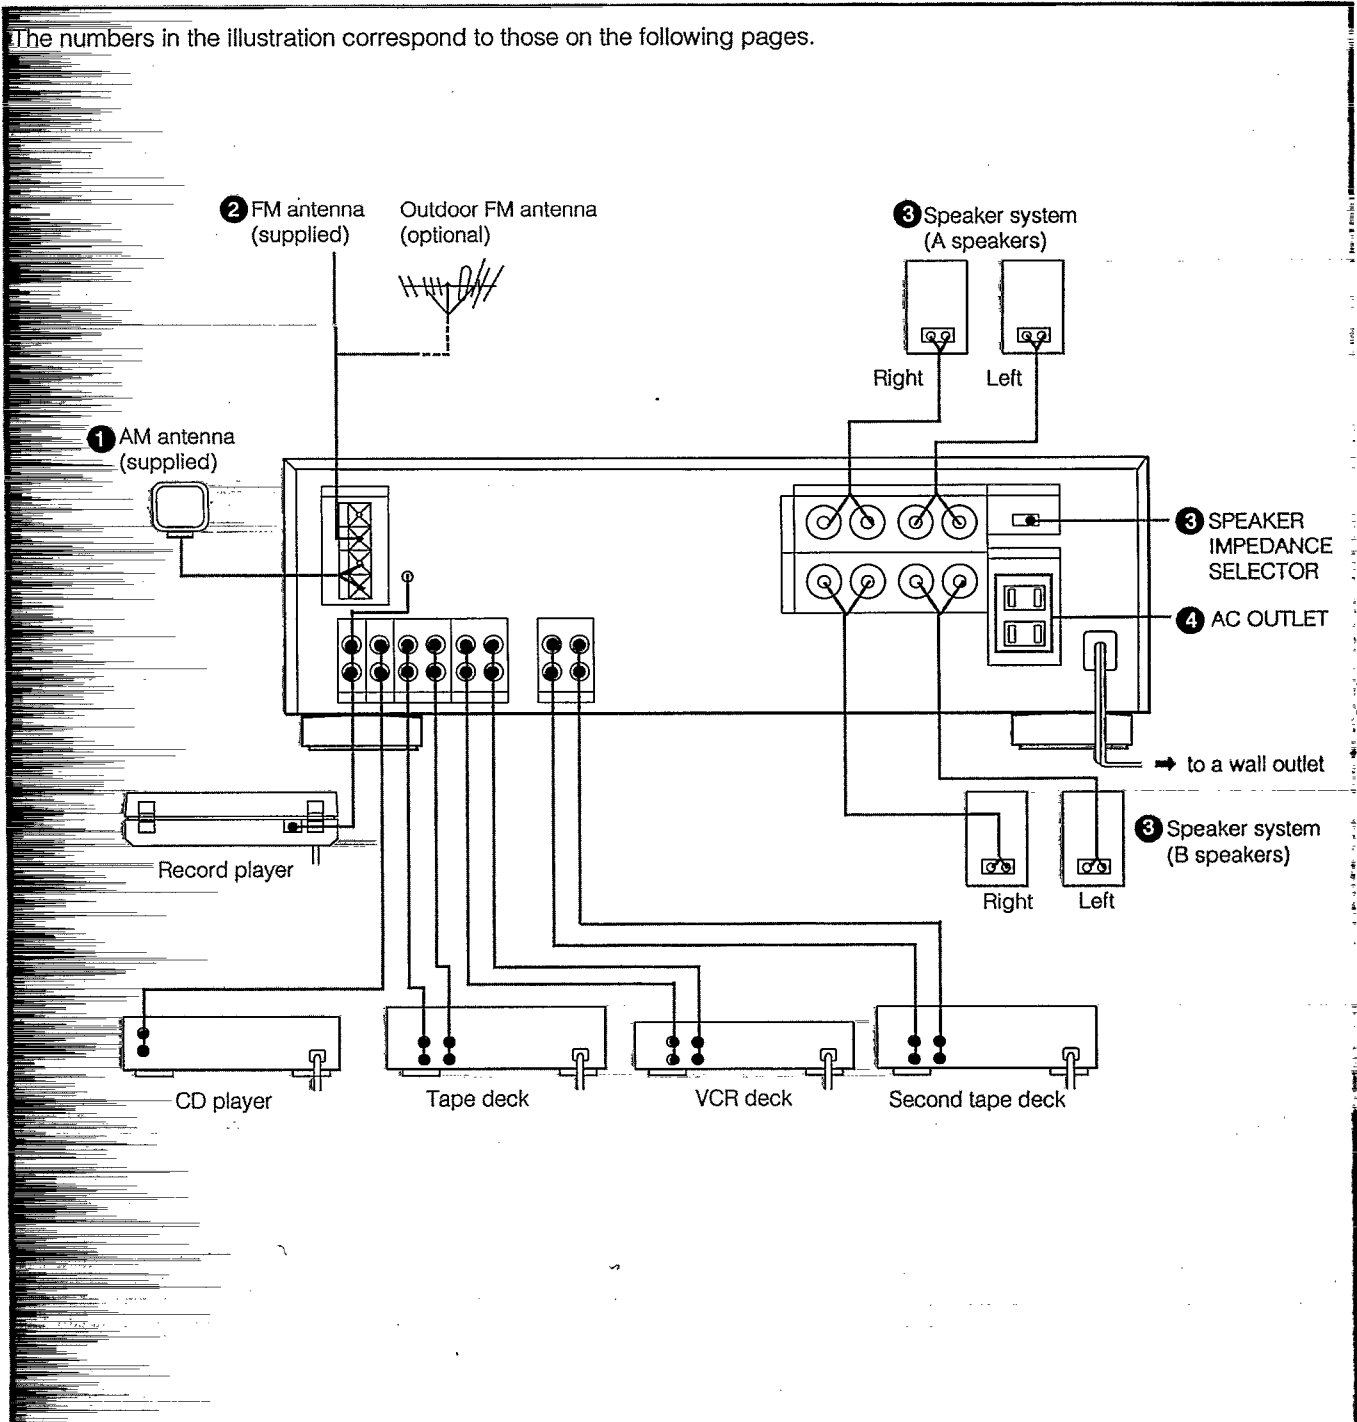 The numbers in the illustration correspond to those on the following pages.
2 FM antenna
(supplied)
Outdoor FM antenna
(optional)
3 Speaker system
(A speakers)
Right
Left
1 AM antenna
(supplied)
3 SPEAKER
IMPEDANCE
SELECTOR
4 AC OUTLET
➡ to a wall outlet
3 Speaker system
(B speakers)
Right
Left
Record player
CD player
Tape deck
VCR deck
Second tape deck